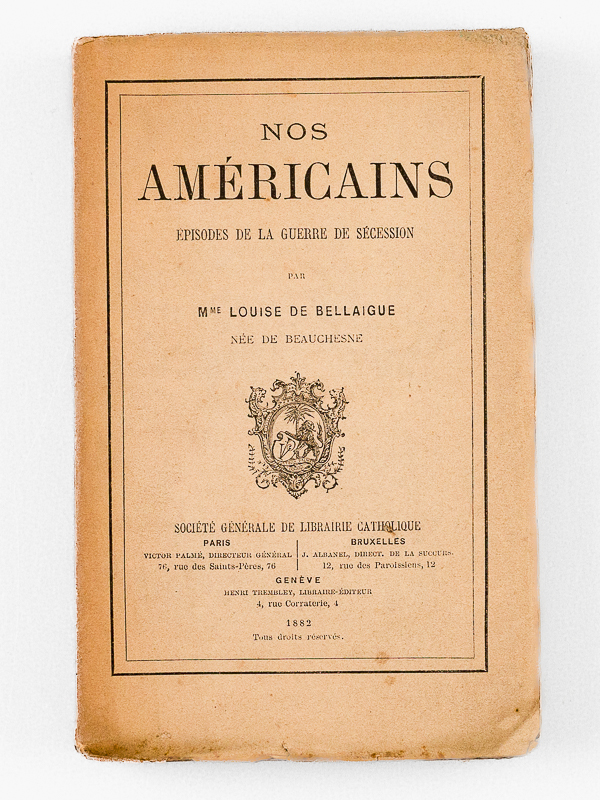 NOS
AMÉRICAINS
EPISODES DE LA GUERRE DE SÉCESSION
PAR
MME LOUISE DE BELLAIGUE
NÉE DE BEAUCHESNE
SOCIÉTÉ GÉNÉRALE DE LIBRAIRIE CATHOLIQUE
PARIS
VICTOR PALMÉ, DIRECTEUR GÉNÉRAL
76, rue des Saints-Pères, 76
BRUXELLES
J. ALBANEL, DIRECT. DE LA SUCCURS.
12, rue des Paroissiens, 12
GENÈVE
HENRI TREMBLEY, LIBRAIRE-ÉDITEUR
4, rue Corraterie, 4
1882
Tous droits réservés.